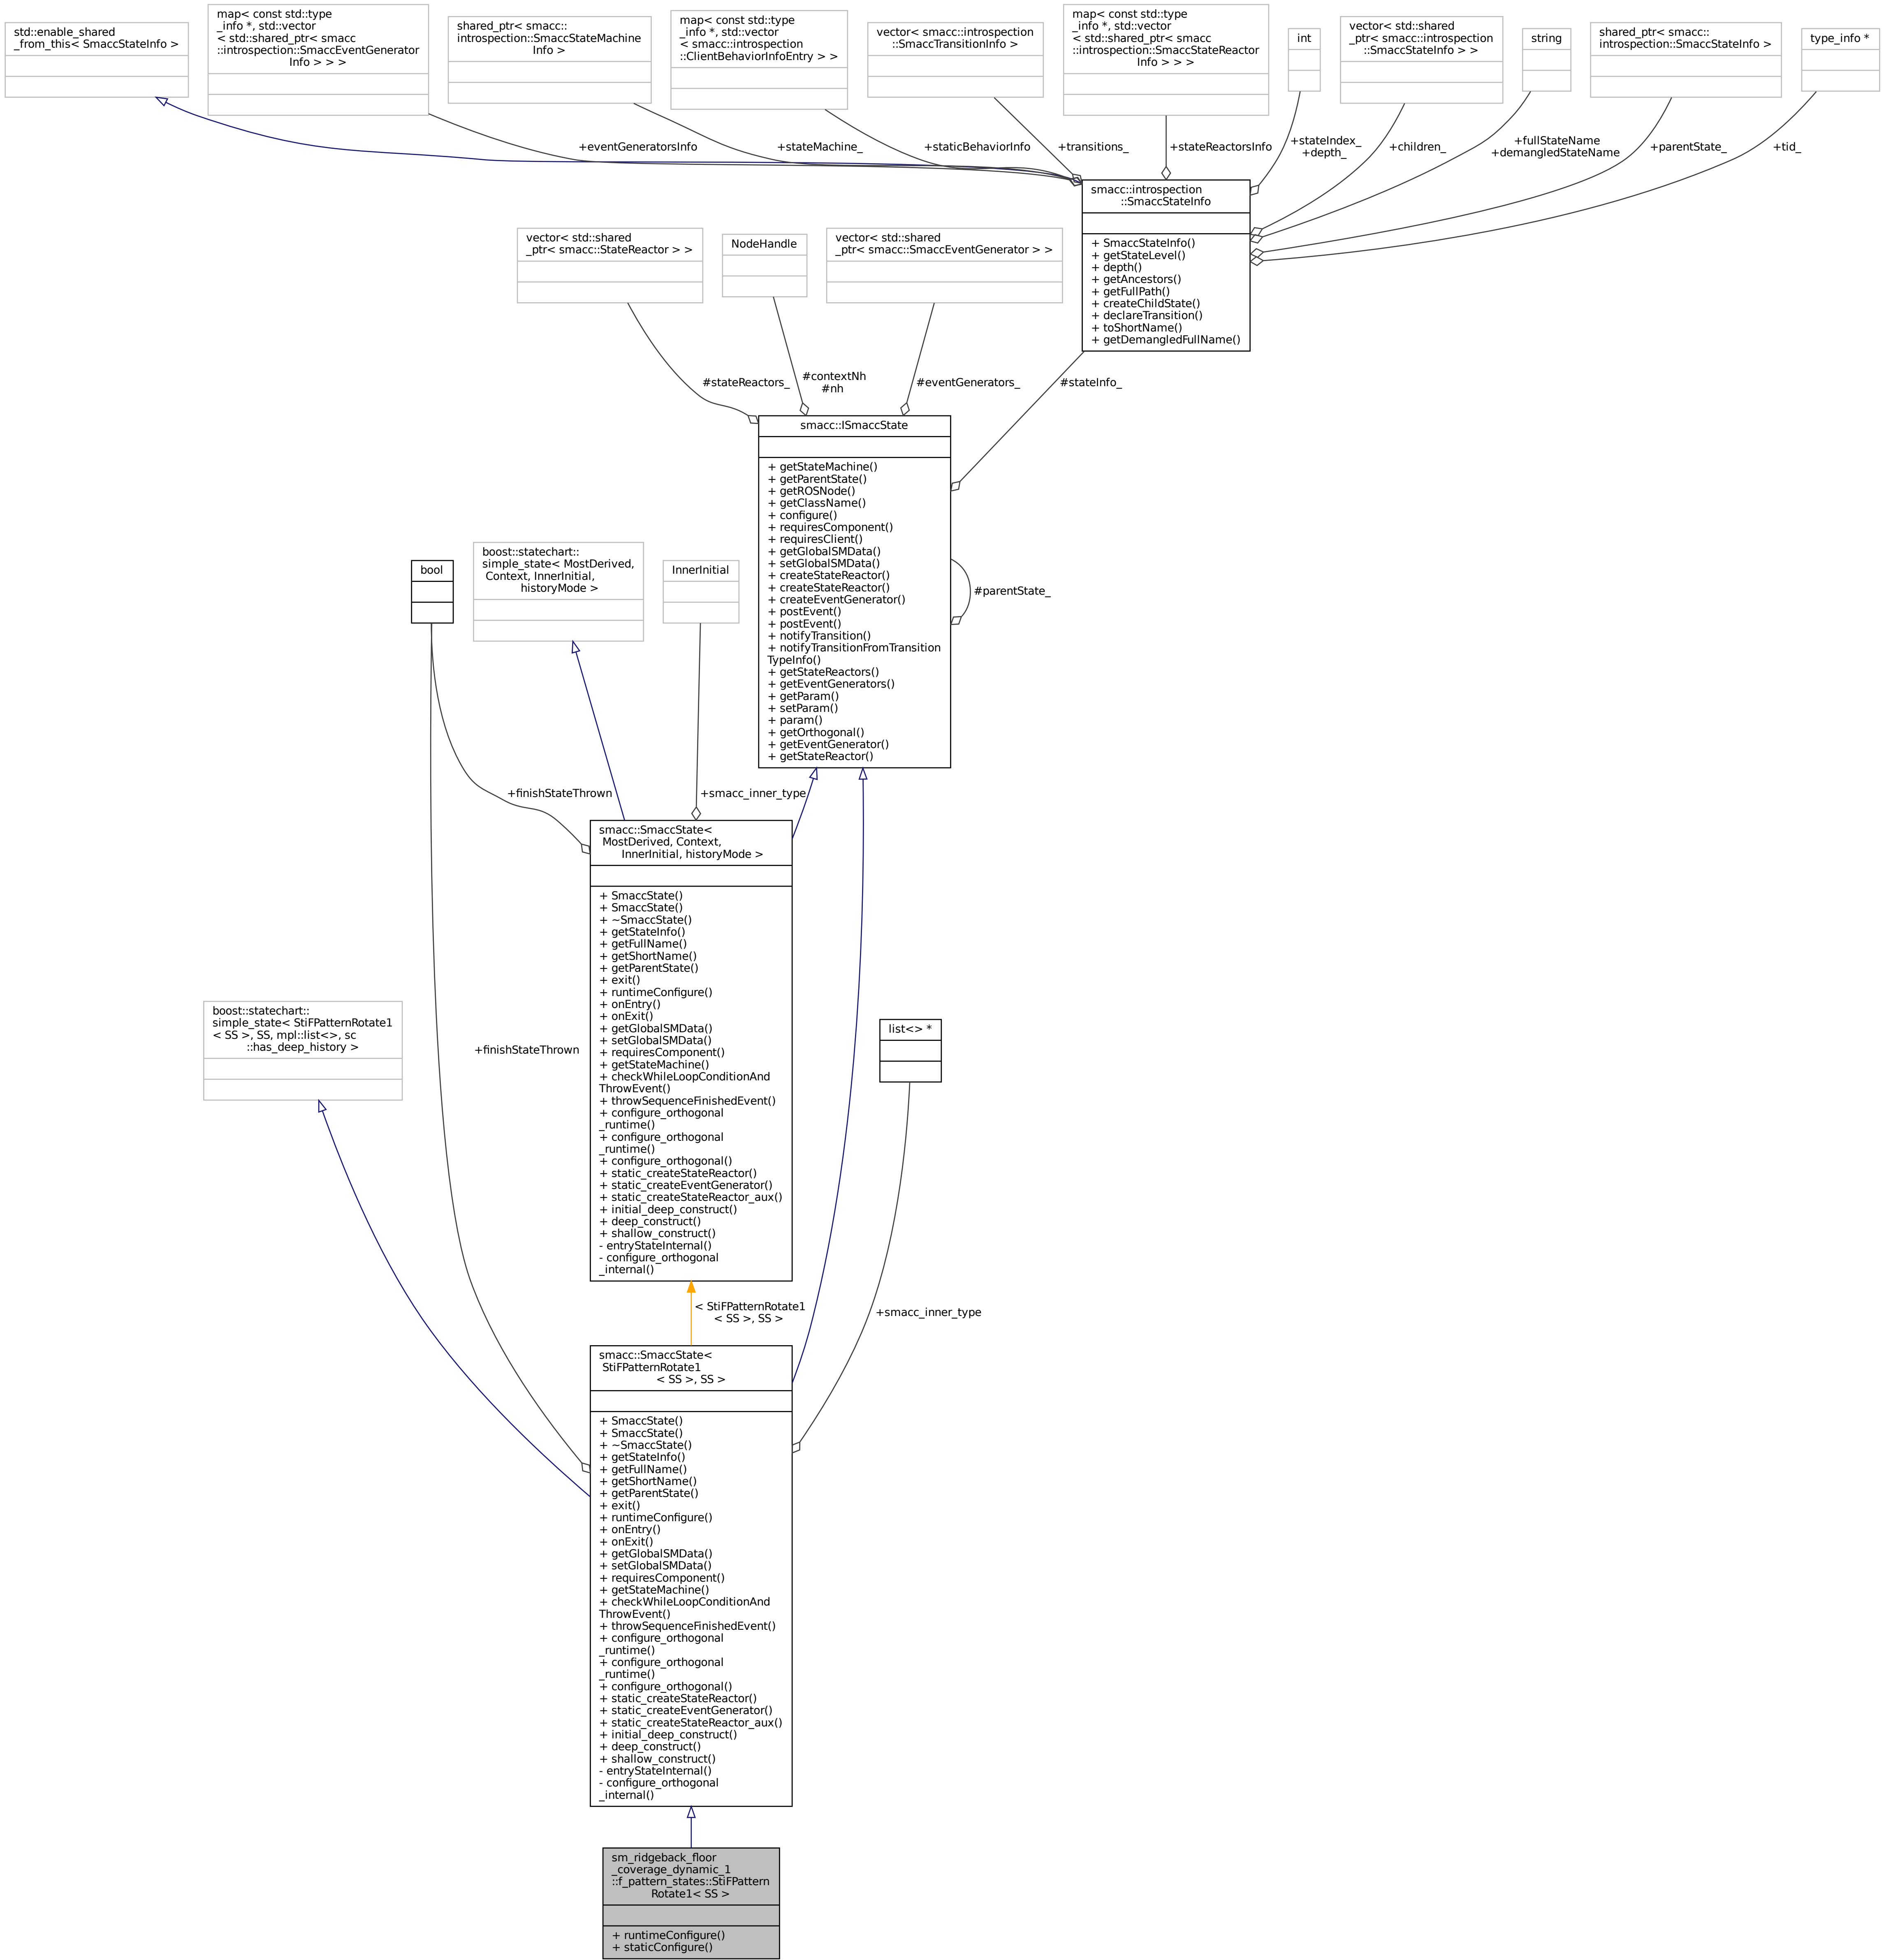 std::enable_shared
_from_this< SmaccStateInfo >
map< const std::type
_info *, std::vector
< std::shared_ptr< smacc
::introspection::SmaccEventGenerator
Info > > >
shared_ptr< smacc::
introspection::SmaccStateMachine
Info >
map< const std::type
_info *, std::vector
< smacc::introspection
::ClientBehaviorInfoEntry > >
vector< smacc::introspection
::SmaccTransitionInfo >
map< const std::type
_info *, std::vector
< std::shared_ptr< smacc
::introspection::SmaccStateReactor
Info > > >
int
vector< std::shared
_ptr< smacc::introspection
::SmaccStateInfo > >
string
shared_ptr< smacc::
introspection::SmaccStateInfo >
type_info *
+eventGeneratorsInfo
+stateMachine_
+staticBehaviorInfo
+transitions_
+stateReactorsInfo
+stateIndex_
+depth_
+children_
+fullStateName
+demangledStateName
+parentState_
+tid_
smacc::introspection
::SmaccStateInfo
+ SmaccStateInfo()
+ getStateLevel()
+ depth()
+ getAncestors()
+ getFullPath()
+ createChildState()
+ declareTransition()
+ toShortName()
+ getDemangledFullName()
vector< std::shared
_ptr< smacc::StateReactor > >
NodeHandle
vector< std::shared
_ptr< smacc::SmaccEventGenerator > >
#stateReactors_
#contextNh
#nh
#eventGenerators_
#stateInfo_
smacc::ISmaccState
+ getStateMachine()
+ getParentState()
+ getROSNode()
+ getClassName()
+ configure()
+ requiresComponent()
+ requiresClient()
+ getGlobalSMData()
+ setGlobalSMData()
+ createStateReactor()
+ createStateReactor()
+ createEventGenerator()
+ postEvent()
+ postEvent()
+ notifyTransition()
+ notifyTransitionFromTransition
TypeInfo()
+ getStateReactors()
+ getEventGenerators()
+ getParam()
+ setParam()
+ param()
+ getOrthogonal()
+ getEventGenerator()
+ getStateReactor()
#parentState_
bool
boost::statechart::
simple_state< MostDerived,
Context, InnerInitial,
historyMode >
InnerInitial
+finishStateThrown
+smacc_inner_type
smacc::SmaccState<
MostDerived, Context,
InnerInitial, historyMode >
+ SmaccState()
+ SmaccState()
+ ~SmaccState()
+ getStateInfo()
+ getFullName()
+ getShortName()
+ getParentState()
+ exit()
+ runtimeConfigure()
+ onEntry()
+ onExit()
+ getGlobalSMData()
+ setGlobalSMData()
+ requiresComponent()
+ getStateMachine()
+ checkWhileLoopConditionAnd
ThrowEvent()
+ throwSequenceFinishedEvent()
+ configure_orthogonal
_runtime()
+ configure_orthogonal
_runtime()
+ configure_orthogonal()
+ static_createStateReactor()
+ static_createEventGenerator()
+ static_createStateReactor_aux()
+ initial_deep_construct()
+ deep_construct()
+ shallow_construct()
- entryStateInternal()
- configure_orthogonal
_internal()
boost::statechart::
simple_state< StiFPatternRotate1
< SS >, SS, mpl::list<>, sc
::has_deep_history >
+finishStateThrown
list<> *
< StiFPatternRotate1
< SS >, SS >
+smacc_inner_type
smacc::SmaccState<
StiFPatternRotate1
< SS >, SS >
+ SmaccState()
+ SmaccState()
+ ~SmaccState()
+ getStateInfo()
+ getFullName()
+ getShortName()
+ getParentState()
+ exit()
+ runtimeConfigure()
+ onEntry()
+ onExit()
+ getGlobalSMData()
+ setGlobalSMData()
+ requiresComponent()
+ getStateMachine()
+ checkWhileLoopConditionAnd
ThrowEvent()
+ throwSequenceFinishedEvent()
+ configure_orthogonal
_runtime()
+ configure_orthogonal
_runtime()
+ configure_orthogonal()
+ static_createStateReactor()
+ static_createEventGenerator()
+ static_createStateReactor_aux()
+ initial_deep_construct()
+ deep_construct()
+ shallow_construct()
- entryStateInternal()
- configure_orthogonal
_internal()
sm_ridgeback_floor
_coverage_dynamic_1
::f_pattern_states::StiFPattern
Rotate1< SS >
+ runtimeConfigure()
+ staticConfigure()